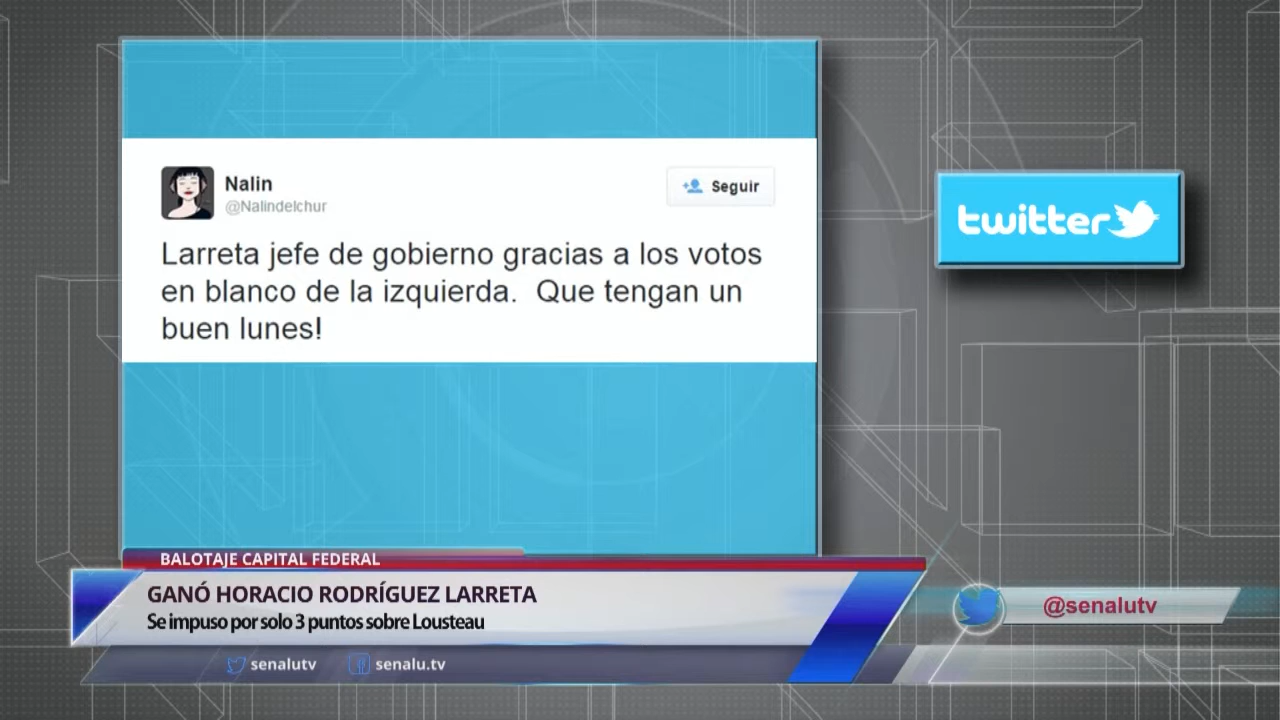 Nalin
@Nalindelchur
Seguir
Larreta jefe de gobierno gracias a los votos
en blanco de la izquierda.  Que tengan un
buen lunes!
twitter
BALOTAJE CAPITAL FEDERAL
GANÓ HORACIO RODRÍGUEZ LARRETA
Se impuso por solo 3 puntos sobre Lousteau
@senalutv
senalutv
senalu.tv